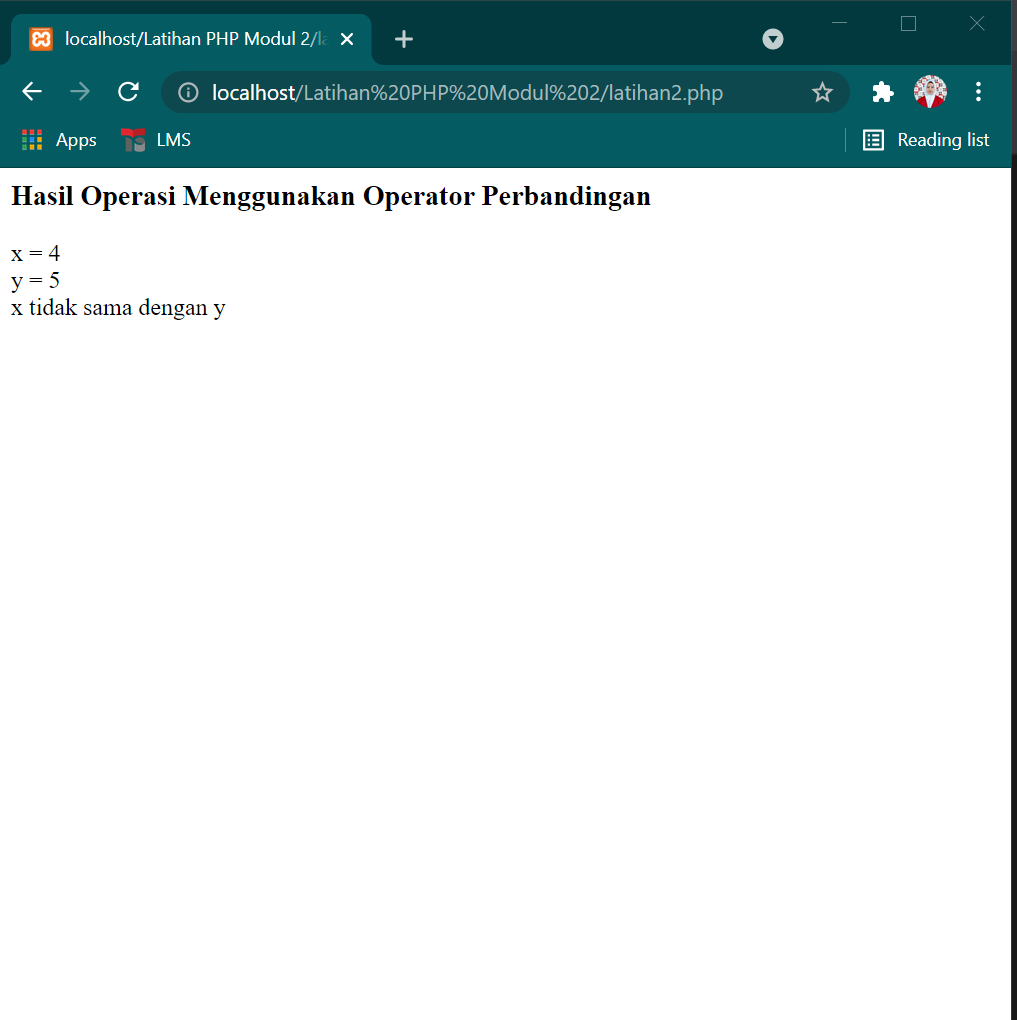 localhost/Latihan PHP Modul 2/la
localhost/Latihan%20PHP%20Modul%202/latihan2.php
Apps
LMS
Reading list
Hasil Operasi Menggunakan Operator Perbandingan
x = 4
y = 5
x tidak sama dengan y